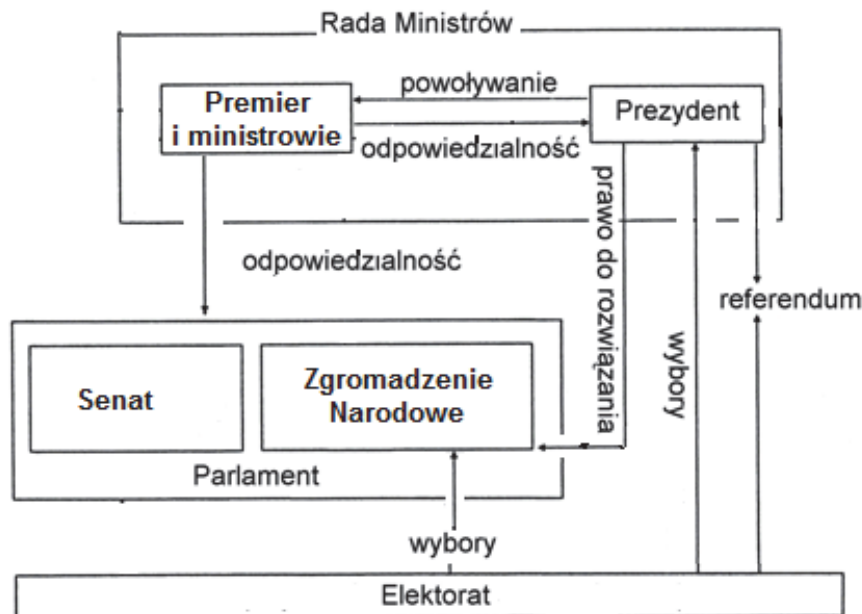 Rada Ministrów
powoływanie
Premier
i ministrowie
Prezydent
odpowiedzialność
prawo do rozwiązania
odpowiedzialność
referendum
wybory
Senat
Zgromadzenie
Narodowe
Parlament
wybory
Elektorat